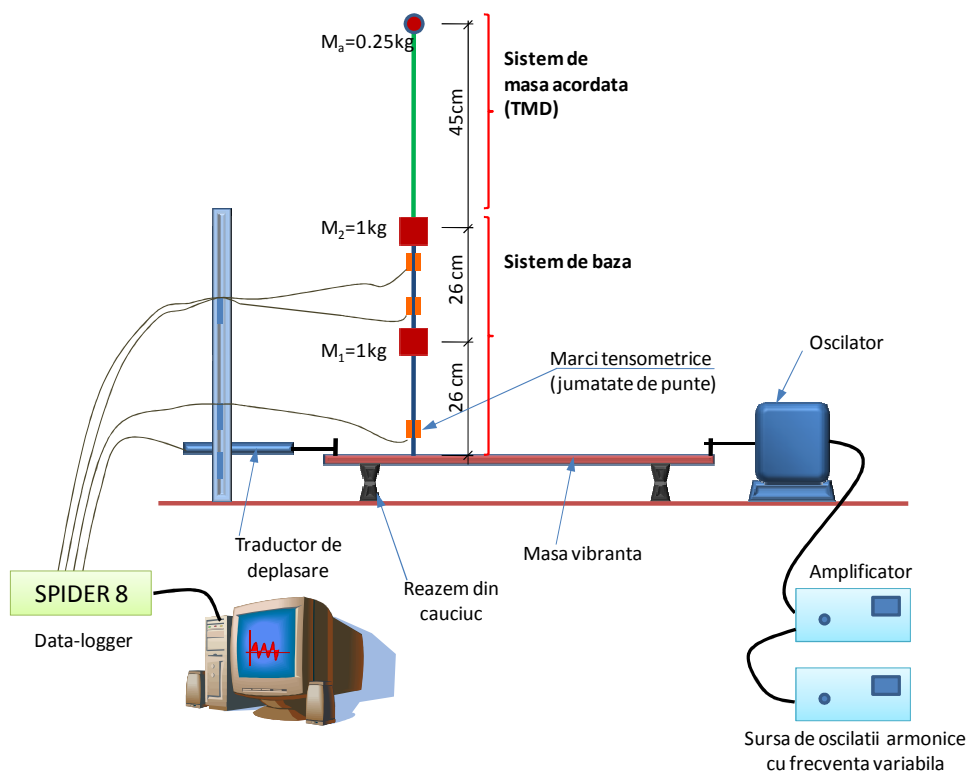 Mₐ=0.25kg
45cm
Sistem de
masa acordata
(TMD)
M₂=1kg
26 cm
Sistem de baza
M₁=1kg
26 cm
Marci tensometrice
(jumatate de punte)
Oscilator
Traductor de
deplasare
Reazem din
cauciuc
Masa vibranta
SPIDER 8
Data-logger
Amplificator
Sursa de oscilatii armonice
cu frecventa variabila